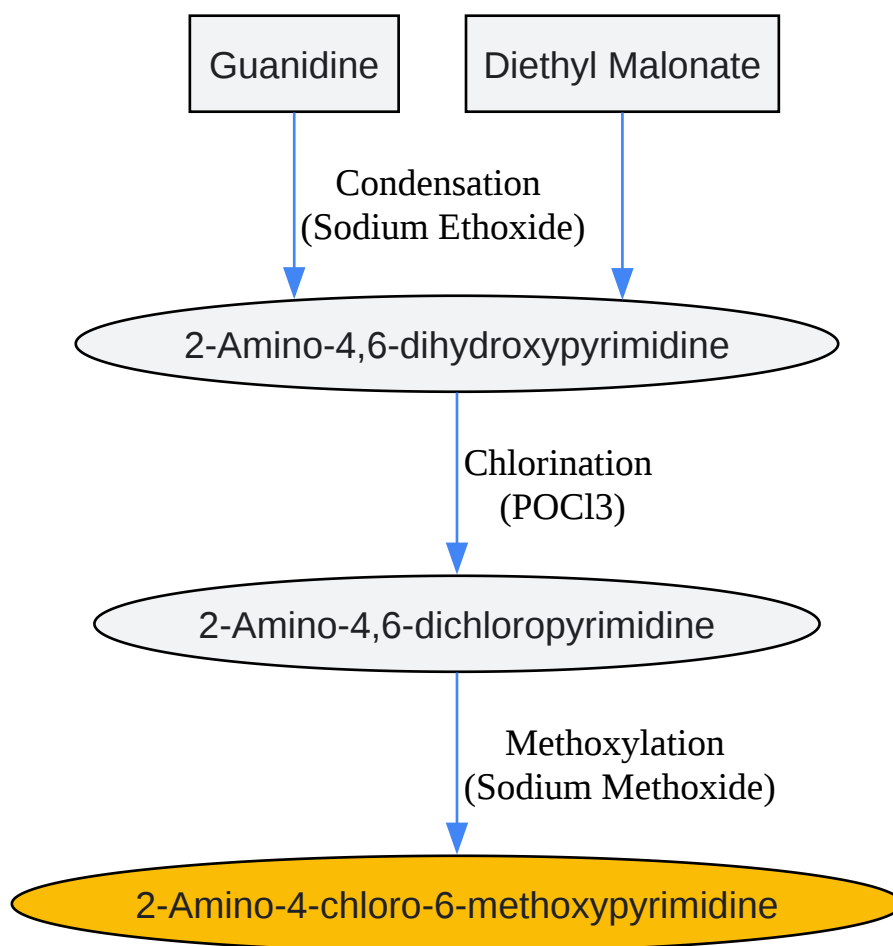 Guanidine
Diethyl Malonate
Condensation
(Sodium Ethoxide)
2-Amino-4,6-dihydroxypyrimidine
Chlorination
(POCl3)
2-Amino-4,6-dichloropyrimidine
Methoxylation
(Sodium Methoxide)
2-Amino-4-chloro-6-methoxypyrimidine